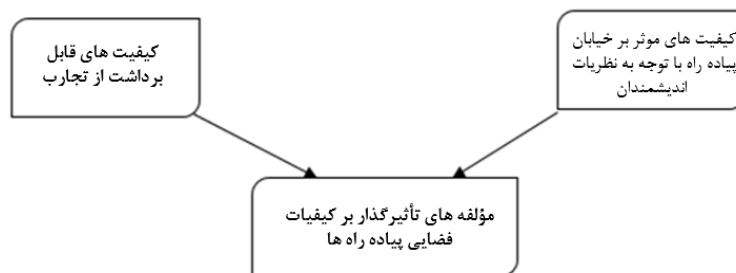 کیفیت های موثر بر خیابان
پیاده راه با توجه به نظریات
اندیشمندان
کیفیت های قابل
برداشت از تجارب
مؤلفه های تأثیرگذار بر کیفیات
فضایی پیاده راه ها